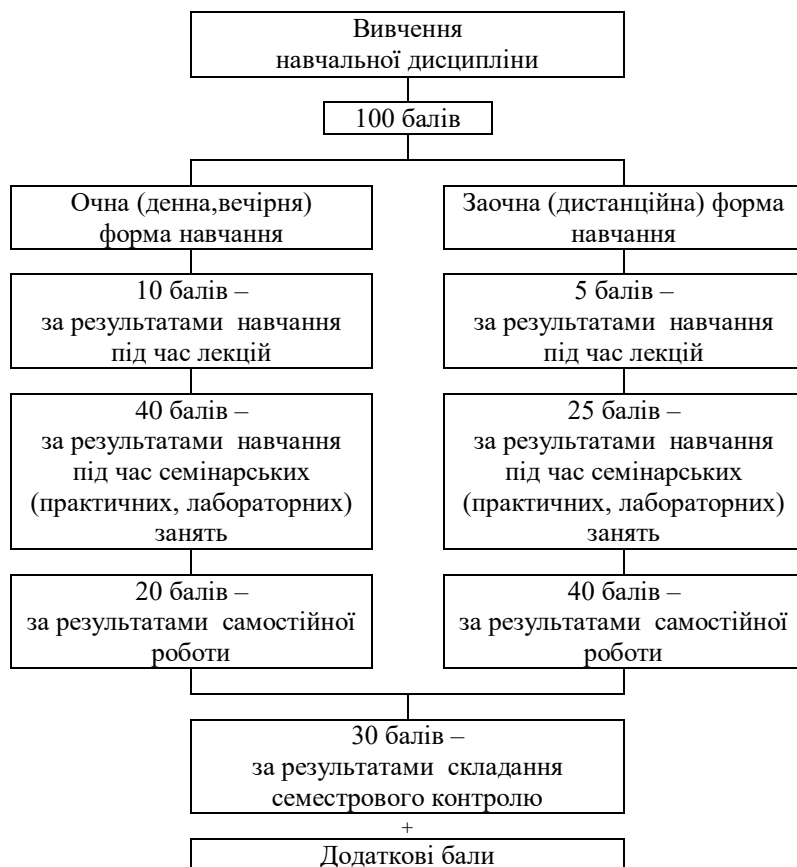 Вивчення
навчальної дисципліни
100 балів
Очна (денна,вечірня)
форма навчання
10 балів –
за результатами навчання
під час лекцій
40 балів –
за результатами навчання
під час семінарських
(практичних, лабораторних)
занять
20 балів –
за результатами самостійної
роботи
Заочна (дистанційна) форма
навчання
5 балів –
за результатами навчання
під час лекцій
25 балів –
за результатами навчання
під час семінарських
(практичних, лабораторних)
занять
40 балів –
за результатами самостійної
роботи
30 балів –
за результатами складання
семестрового контролю
+
Додаткові бали